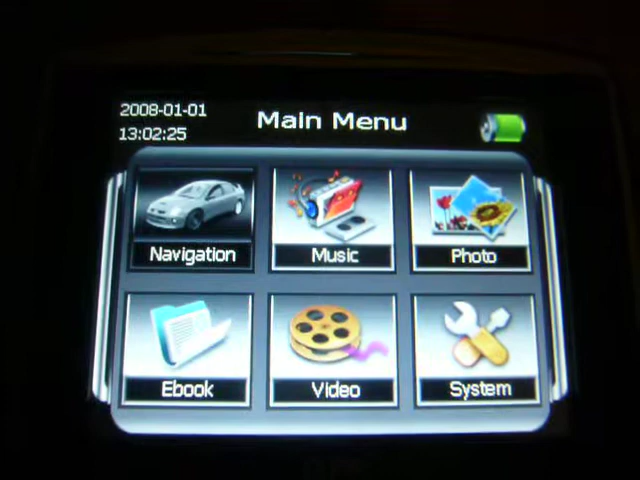 2008-01-01
13:02:25
Main Menu
Navigation
Music
Photo
Ebook
Video
System